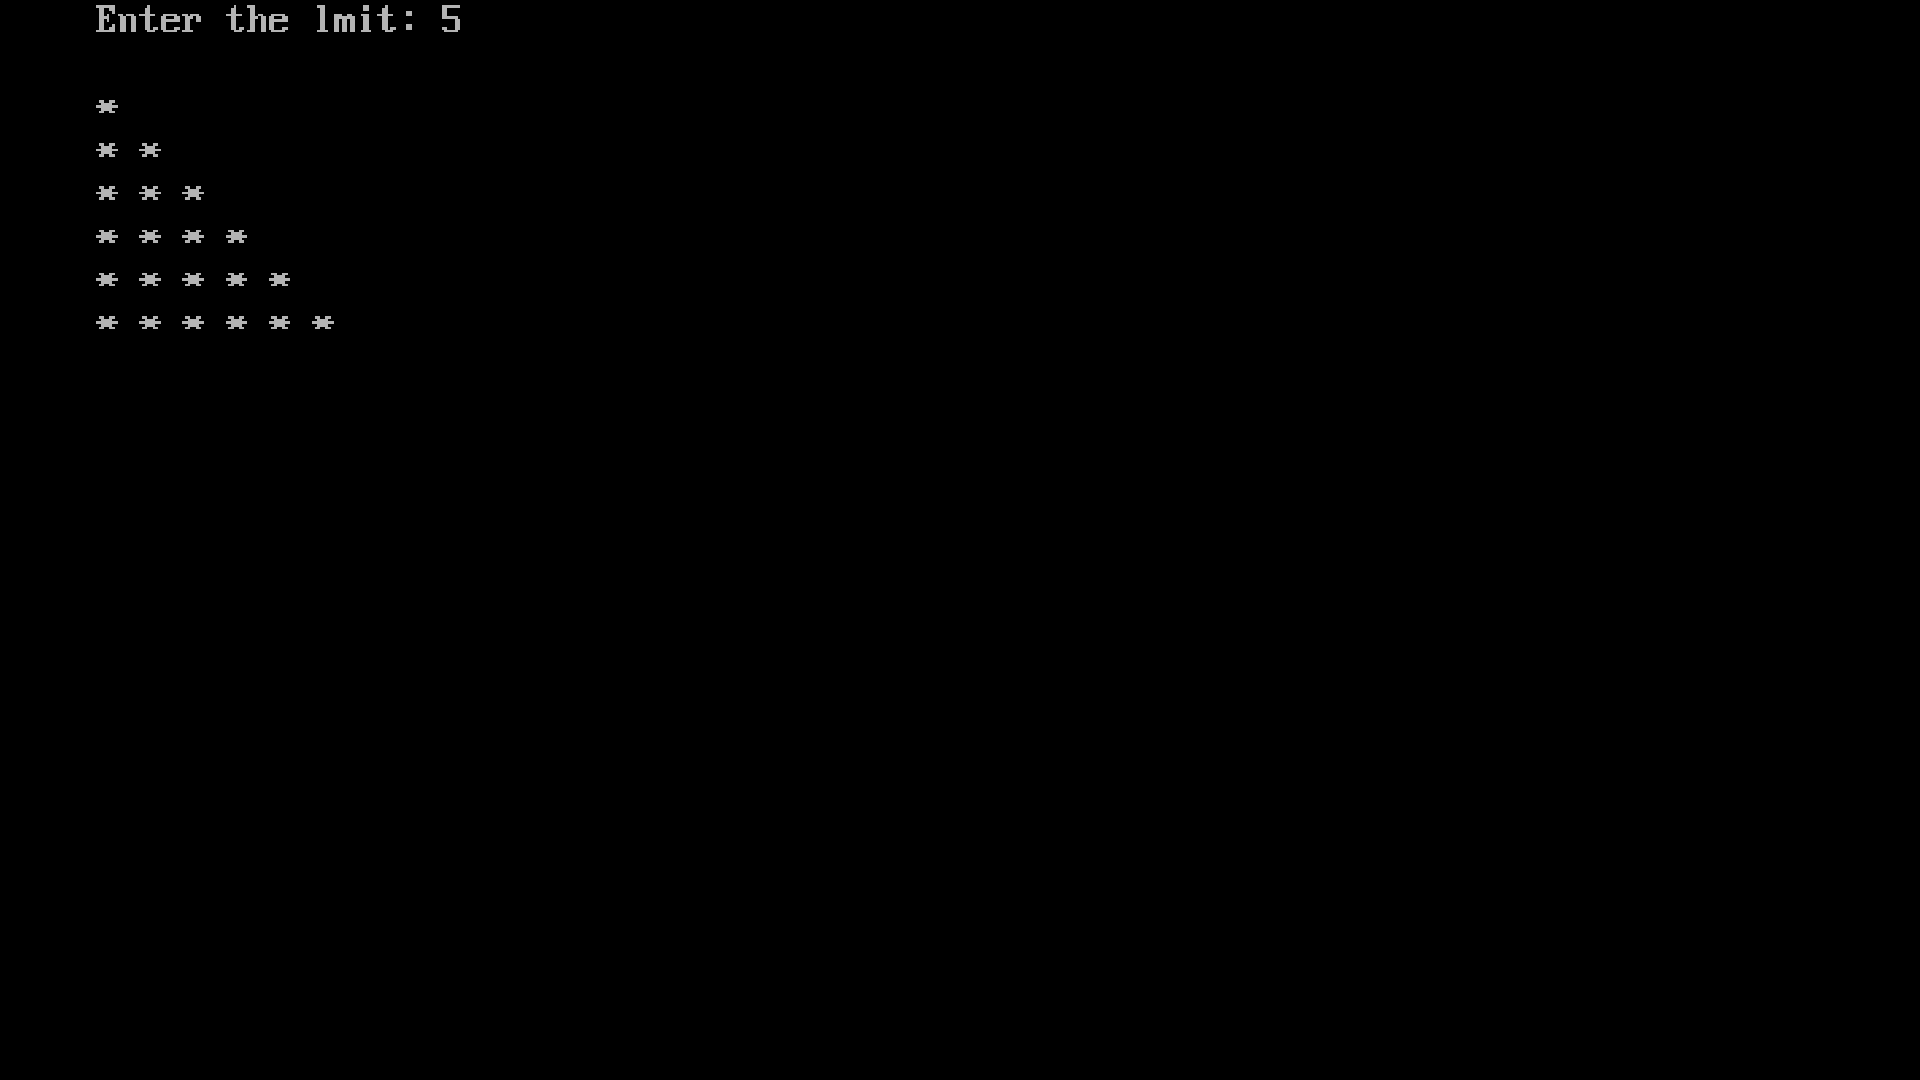 Enter the lmit: 5
*
* *
* * *
* * * *
* * * * *
* * * * * *